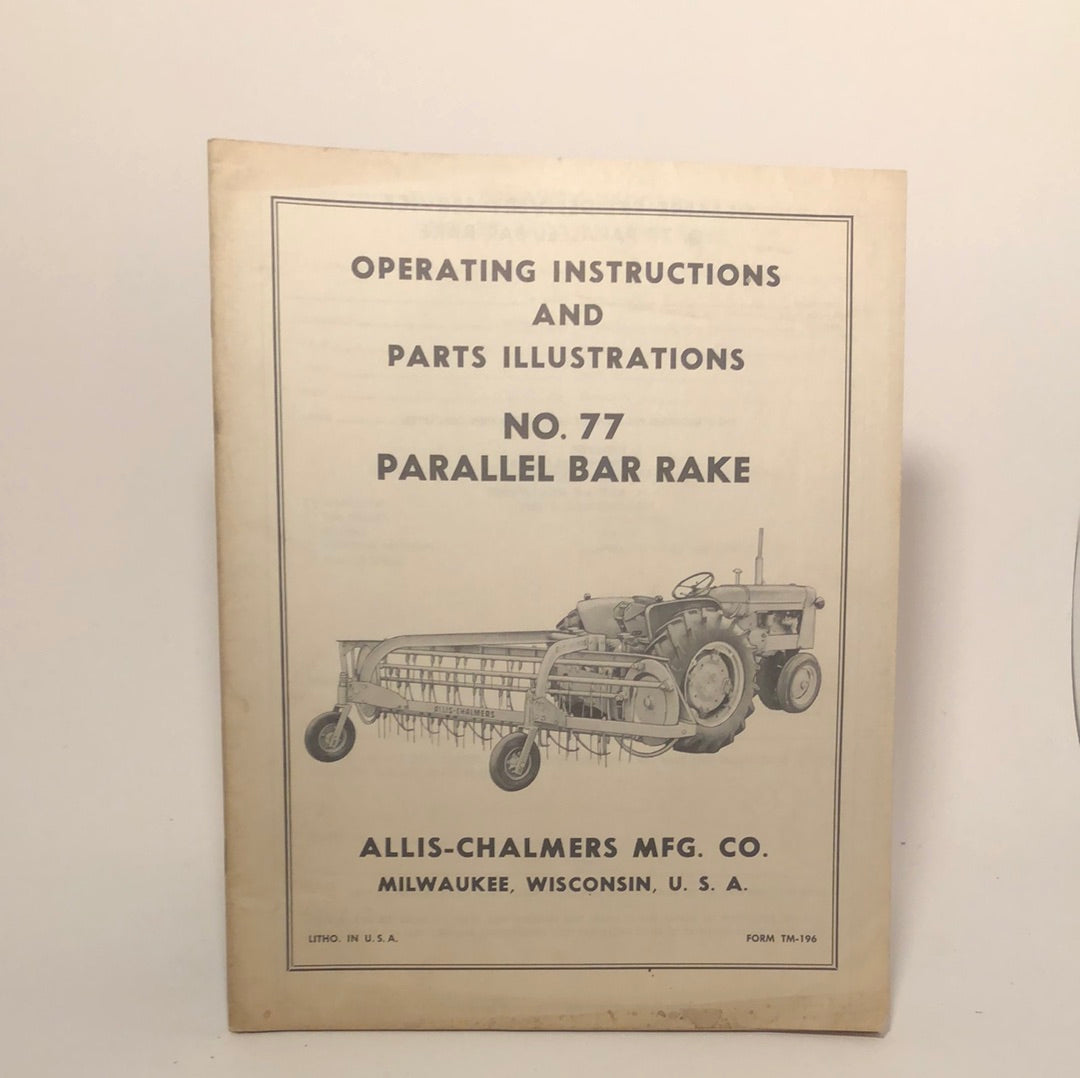 OPERATING INSTRUCTIONS
AND
PARTS ILLUSTRATIONS
NO. 77
PARALLEL BAR RAKE
ALLIS-CHALMERS
ALLIS-CHALMERS MFG. CO.
MILWAUKEE, WISCONSIN, U. S. A.
LITHO. IN U. S. A.
FORM TM-196